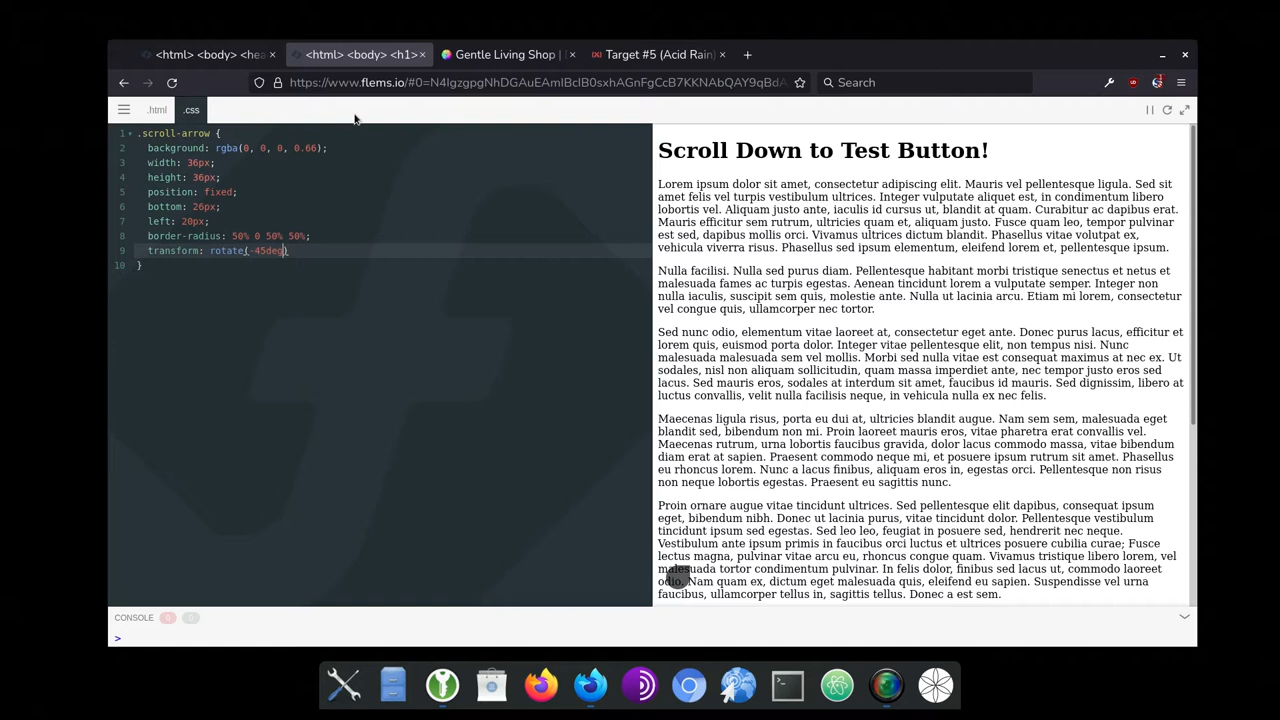 <html> <body> <hea
<html> <body> <h1>
Gentle Living Shop |
Target #5 (Acid Rain)
https://www.flems.io/#0=N4IgzgpgNhDGAuEAmIBcIB0sxhAGnFgCcB7KKNAbQAY9qBdA
Search
.html
.css
1 .scroll-arrow {
2 background: rgba(0, 0, 0, 0.66);
3 width: 36px;
4 height: 36px;
5 position: fixed;
6 bottom: 26px;
7 left: 20px;
8 border-radius: 50% 0 50% 50%;
9 transform: rotate(-45deg)
10 }
Scroll Down to Test Button!
Lorem ipsum dolor sit amet, consectetur adipiscing elit. Mauris vel pellentesque ligula. Sed sit
amet felis vel turpis vestibulum ultrices. Ut dignissim aliquet est, in condimentum libero
lobortis vel. Aliquam justo ante, iaculis id cursus ut, blandit at quam. Curabitur ac dapibus erat.
Mauris efficitur sem rutrum, ultricies quam et, mattis justo. Fusce leo tortor, pulvinar
sed diam et, laoreet dignissim turpis. Nunc ultrices dictum blandit. Phasellus vitae volutpat ex,
vehicula viverra risus. Phasellus sed ipsum elementum, eleifend lorem et, pellentesque ipsum.
Nulla facilisi. Nulla sed purus diam. Pellentesque habitant morbi tristique senectus et netus et
malesuada fames ac turpis egestas. Aenean tincidunt lorem a vulputate semper. Integer non
nulla iaculis, suscipit sem quis, molestie ante. Nulla ut lacinia arcu. Etiam mi lorem, consectetur
vel congue quis, ullamcorper nec tortor.
Sed nunc odio, elementum vitae laoreet at, consectetur eget ante. Donec purus lacus, efficitur et
lorem quis, euismod porta dolor. Integer vitae pellentesque elit, non tempus nisi. Nunc
malesuada malesuada sem vel mollis. Morbi sed nulla vitae est consequat maximus at nec ex. Ut
sodales, nisl non aliquam sollicitudin, quam massa imperdiet ante, nec tempor justo eros sed
lacus. Sed mauris eros, sodales at interdum sit amet, faucibus id mauris. Sed dignissim, libero at
luctus convallis, velit nulla facilisis neque, in vehicula nulla ex nec felis.
Maecenas ligula risus, porta eu dui at, ultricies blandit augue. Nam sem sem, malesuada eget
blandit sed, bibendum non mi. Proin laoreet mauris eros, vitae pharetra erat convallis vel.
Maecenas rutrum, urna lobortis faucibus gravida, dolor lacus commodo massa, vitae bibendum
diam erat at sapien. Praesent commodo neque mi, et posuere ipsum rutrum sit amet. Phasellus
eu rhoncus lorem. Nunc a lacus finibus, aliquam eros in, egestas orci. Pellentesque non risus
non neque lobortis egestas. Praesent eu sagittis nunc.
Proin ornare augue vitae tincidunt ultrices. Sed pellentesque elit dapibus, consequat ipsum
eget, bibendum nibh. Donec ut lacinia purus, vitae tincidunt dolor. Pellentesque vestibulum
tincidunt ipsum sed egestas. Sed leo leo, feugiat in posuere sed, hendrerit nec neque.
Vestibulum ante ipsum primis in faucibus orci luctus et ultrices posuere cubilia curae; Fusce
lectus magna, pulvinar vitae arcu eu, rhoncus congue quam. Vivamus tristique libero lorem, vel
malesuada tortor condimentum pulvinar. In felis dolor, finibus sed lacus ut, commodo laoreet
odio. Nam quam ex, dictum eget malesuada quis, eleifend eu sapien. Suspendisse vel urna
faucibus, ullamcorper tellus in, sagittis tellus. Donec a est sem.
CONSOLE 0 0
>